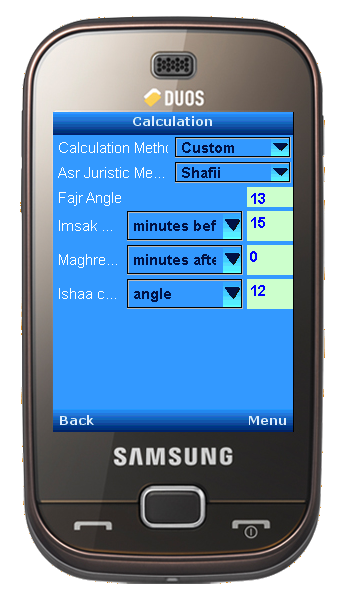 DUOS
Calculation
Calculation Metho Custom
Asr Juristic Me... Shafii
Fajr Angle 13
Imsak ... minutes bef 15
Maghre... minutes afte 0
Ishaa c... angle 12
Back Menu
SAMSUNG